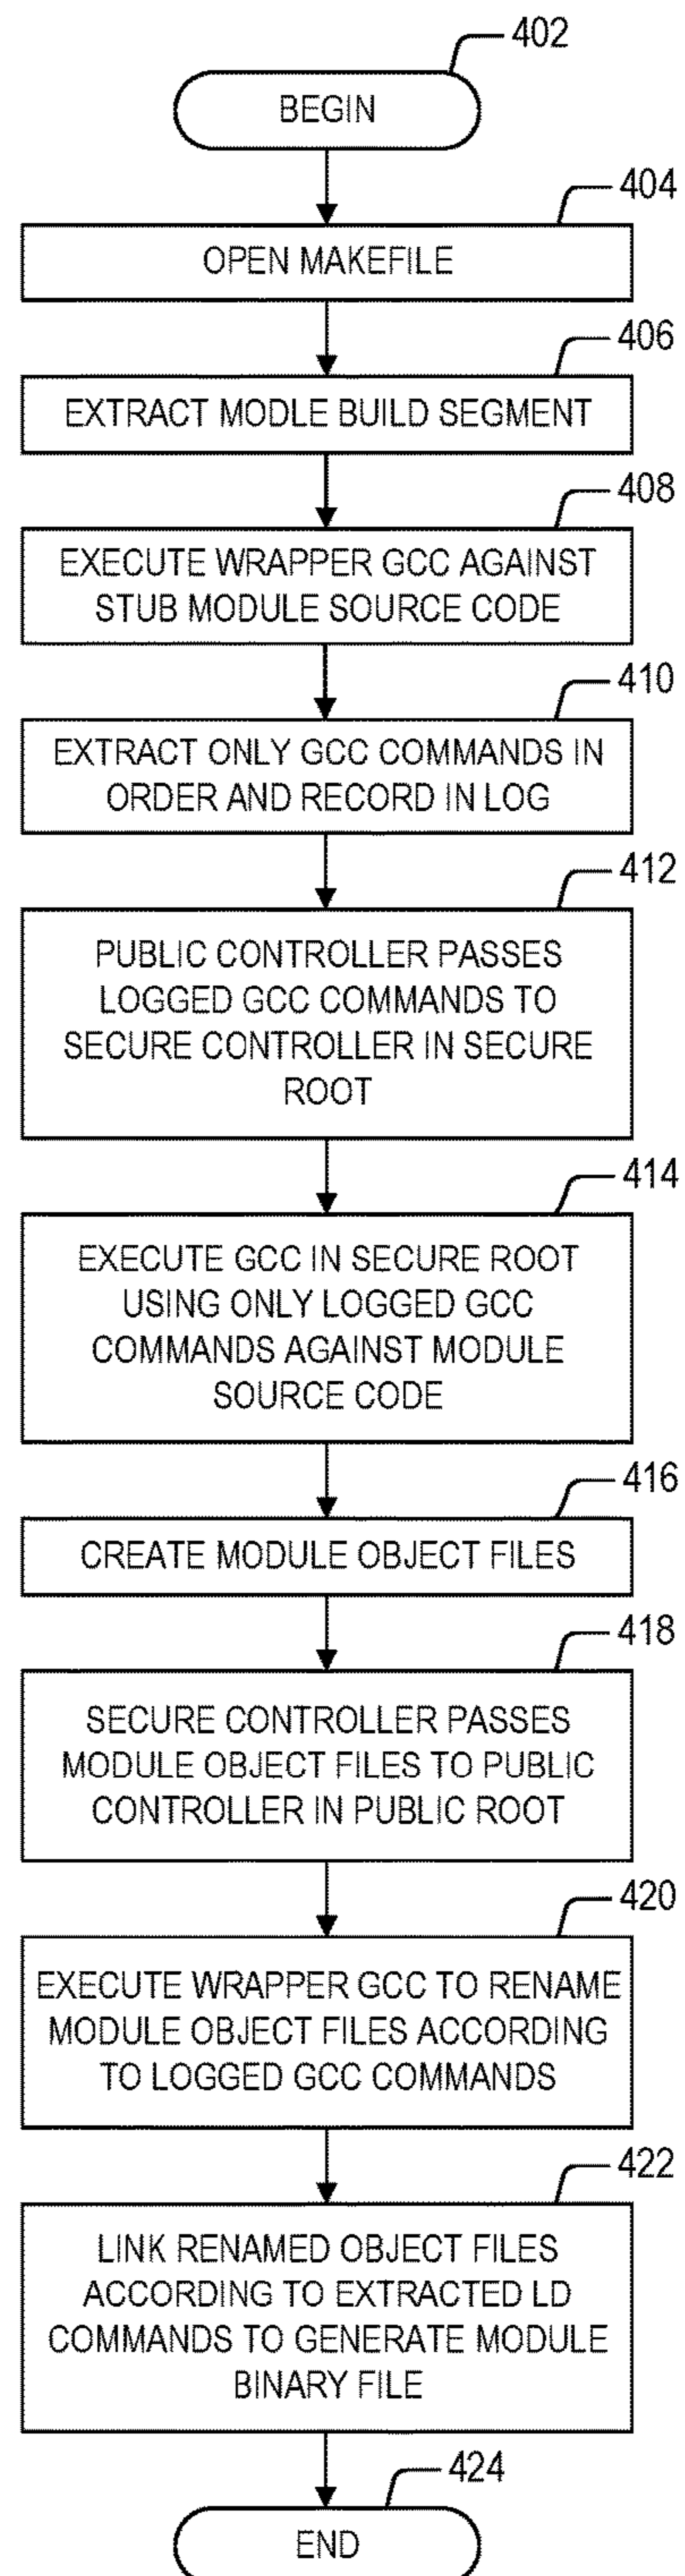 402
BEGIN
404
OPEN MAKEFILE
406
EXTRACT MODLE BUILD SEGMENT
408
EXECUTE WRAPPER GCC AGAINST
STUB MODULE SOURCE CODE
410
EXTRACT ONLY GCC COMMANDS IN
ORDER AND RECORD IN LOG
412
PUBLIC CONTROLLER PASSES
LOGGED GCC COMMANDS TO
SECURE CONTROLLER IN SECURE
ROOT
414
EXECUTE GCC IN SECURE ROOT
USING ONLY LOGGED GCC
COMMANDS AGAINST MODULE
SOURCE CODE
416
CREATE MODULE OBJECT FILES
418
SECURE CONTROLLER PASSES
MODULE OBJECT FILES TO PUBLIC
CONTROLLER IN PUBLIC ROOT
420
EXECUTE WRAPPER GCC TO RENAME
MODULE OBJECT FILES ACCORDING
TO LOGGED GCC COMMANDS
422
LINK RENAMED OBJECT FILES
ACCORDING TO EXTRACTED LD
COMMANDS TO GENERATE MODULE
BINARY FILE
424
END